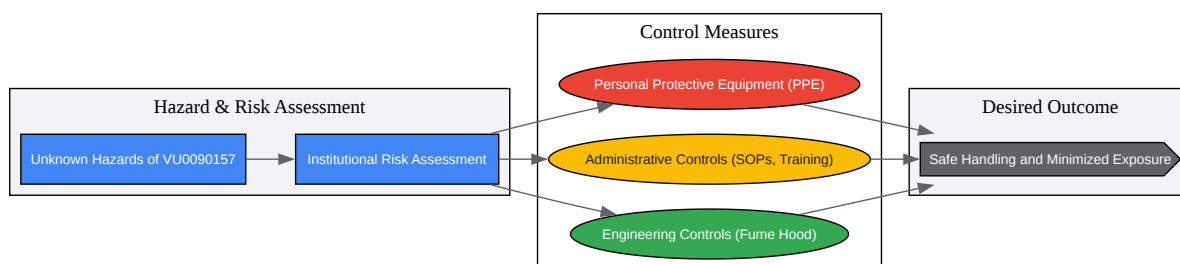 Hazard & Risk Assessment
Unknown Hazards of VU0090157
Institutional Risk Assessment
Control Measures
Personal Protective Equipment (PPE)
Administrative Controls (SOPs, Training)
Engineering Controls (Fume Hood)
Desired Outcome
Safe Handling and Minimized Exposure